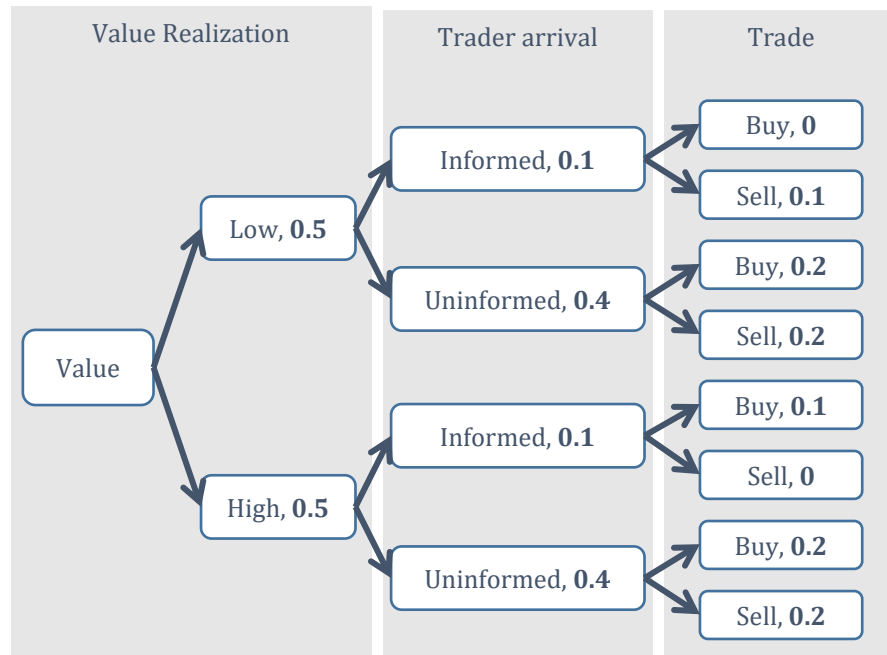 Value Realization
Trader arrival
Trade
Value
Low, 0.5
High, 0.5
Informed, 0.1
Uninformed, 0.4
Informed, 0.1
Uninformed, 0.4
Buy, 0
Sell, 0.1
Buy, 0.2
Sell, 0.2
Buy, 0.1
Sell, 0
Buy, 0.2
Sell, 0.2